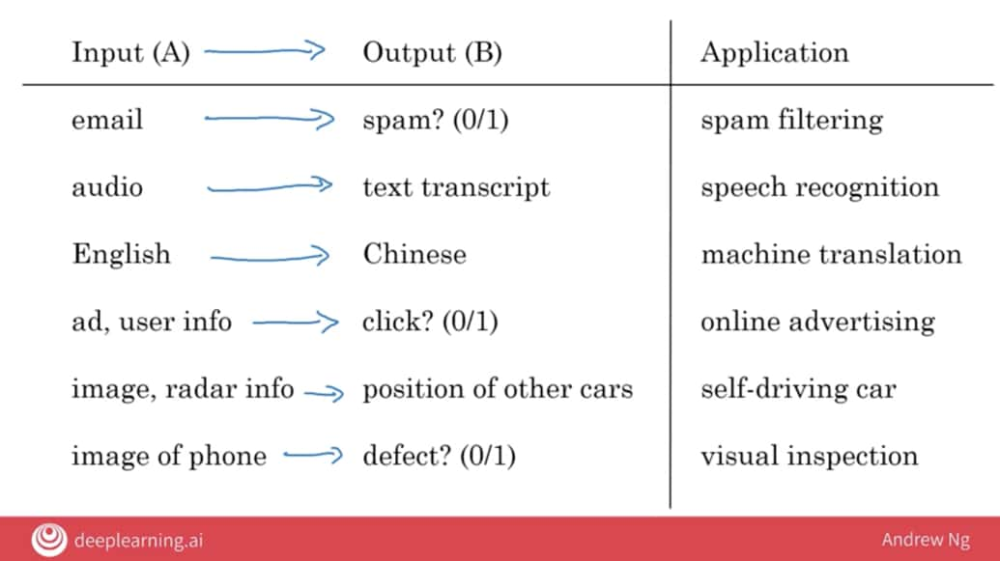 Input (A) Output (B) Application
email spam? (0/1) spam filtering
audio text transcript speech recognition
English Chinese machine translation
ad, user info click? (0/1) online advertising
image, radar info position of other cars self-driving car
image of phone defect? (0/1) visual inspection
deeplearning.ai Andrew Ng